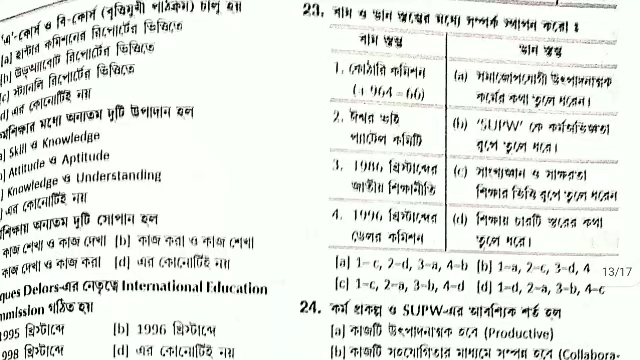 'এ'-কোর্স ও বি-কোর্স (বৃত্তিমুখী পাঠক্রম) চালু হয়
[a] হান্টার কমিশনের রিপোর্টের ভিত্তিতে
[b] উড্‌অ্যাবোট রিপোর্টের ভিত্তিতে
[c] স্যাডলার রিপোর্টের ভিত্তিতে
d] এর কোনোটিই নয়
কর্মশিক্ষার মধ্যে অন্যতম দুটি উপাদান হল
a] Skill ও Knowledge
] Attitude ও Aptitude
] Knowledge ও Understanding
] এর কোনোটিই নয়
শিক্ষায় অন্যতম দুটি সোপান হল
কাজ শেখা ও কাজ দেখা [b] কাজ করা ও কাজ শেখা
কাজ দেখা ও কাজ করা [d] এর কোনোটিই নয়
ques Delors-এর নেতৃত্বে International Education
mmission গঠিত হয়
1995 খ্রিস্টাব্দে [b] 1996 খ্রিস্টাব্দে
998 খ্রিস্টাব্দে [d] এর কোনোটিই নয়
23. বাম ও ডান স্তম্ভের মধ্যে সম্পর্ক স্থাপন করো :
বাম স্তম্ভ ডান স্তম্ভ
1. কোঠারি কমিশন (a) সমাজোপযোগী উৎপাদনাত্মক
(1964-66) কর্মের কথা তুলে ধরেন।
2. ঈশ্বর ভাই (b) 'SUPW' কে কর্মঅভিজ্ঞতা
প্যাটেল কমিটি রূপে তুলে ধরে।
3. 1986 খ্রিস্টাব্দের (c) সাক্ষরতা
জাতীয় শিক্ষানীতি শিক্ষার ভিত্তি রূপে তুলে ধরেন
4. 1996 খ্রিস্টাব্দের (d) শিক্ষায় চারটি স্তম্ভের কথা
ডেলর কমিশন তুলে ধরে।
[a] 1-c, 2-d, 3-a, 4-b [b] 1-a, 2-c, 3-d, 4
13/17
[c] 1-c, 2-a, 3-b, 4-d [d] 1-d, 2-a, 3-b, 4-c
24. কর্ম প্রকল্প ও SUPW-এর আবশ্যিক শর্ত হল
[a] কাজটি উৎপাদনাত্মক হবে (Productive)
[b] কাজটি সহযোগিতার মাধ্যমে সম্পন্ন হবে (Collabora-